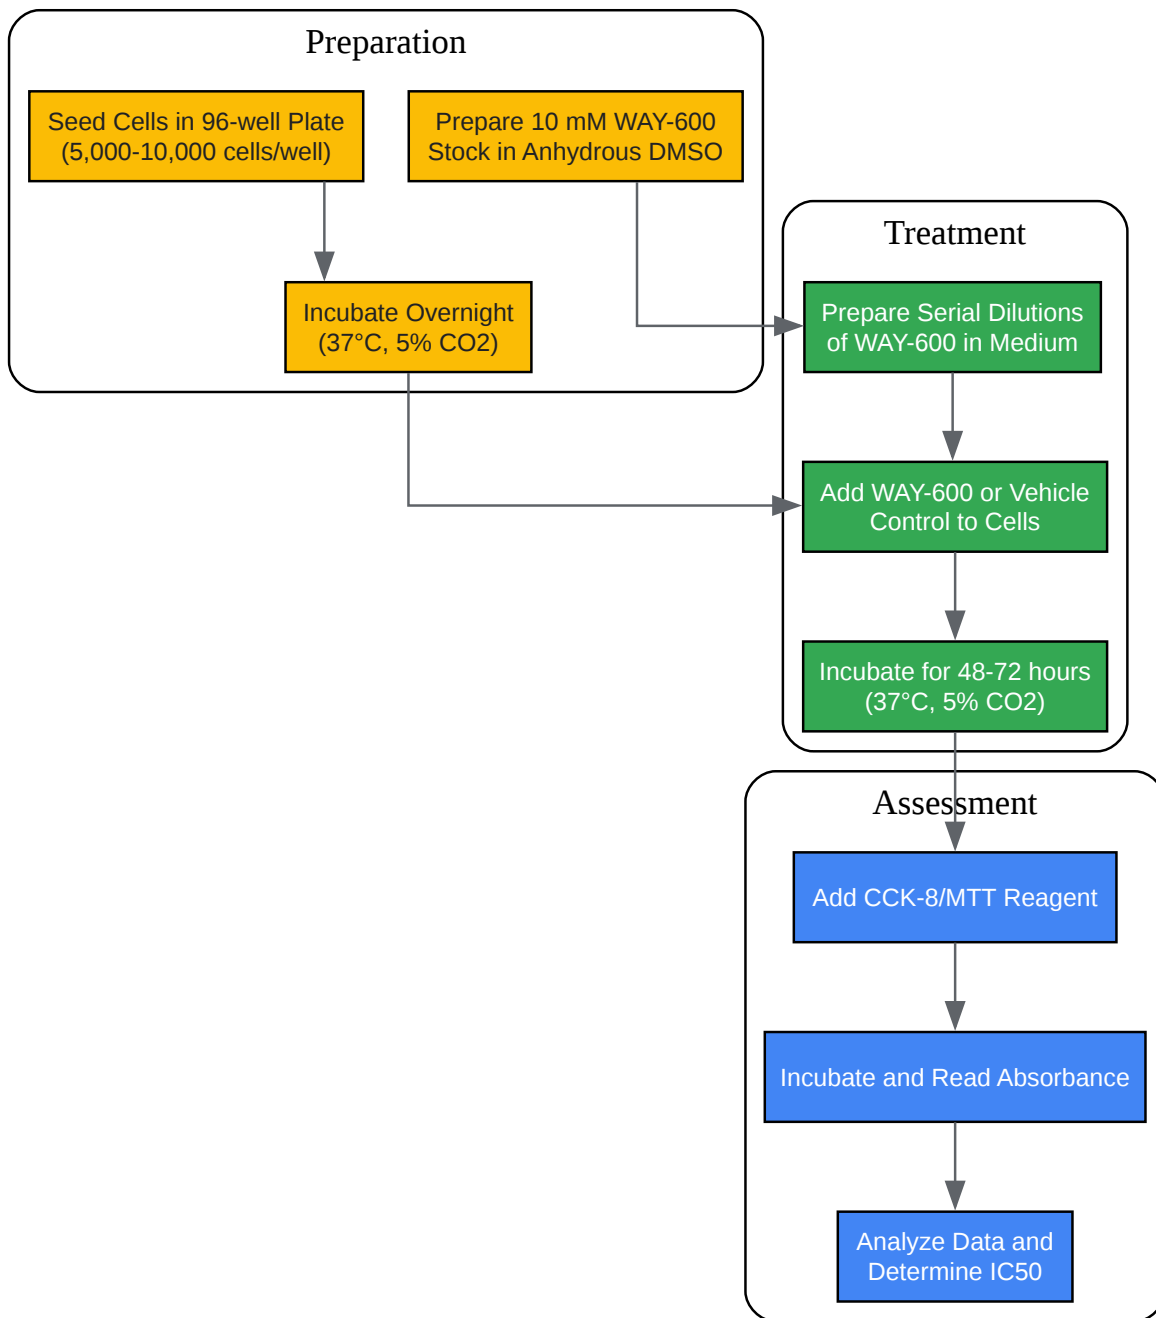 Preparation
Seed Cells in 96-well Plate
(5,000-10,000 cells/well)
Prepare 10 mM WAY-600
Stock in Anhydrous DMSO
Incubate Overnight
(37°C, 5% CO2)
Treatment
Prepare Serial Dilutions
of WAY-600 in Medium
Add WAY-600 or Vehicle
Control to Cells
Incubate for 48-72 hours
(37°C, 5% CO2)
Assessment
Add CCK-8/MTT Reagent
Incubate and Read Absorbance
Analyze Data and
Determine IC50